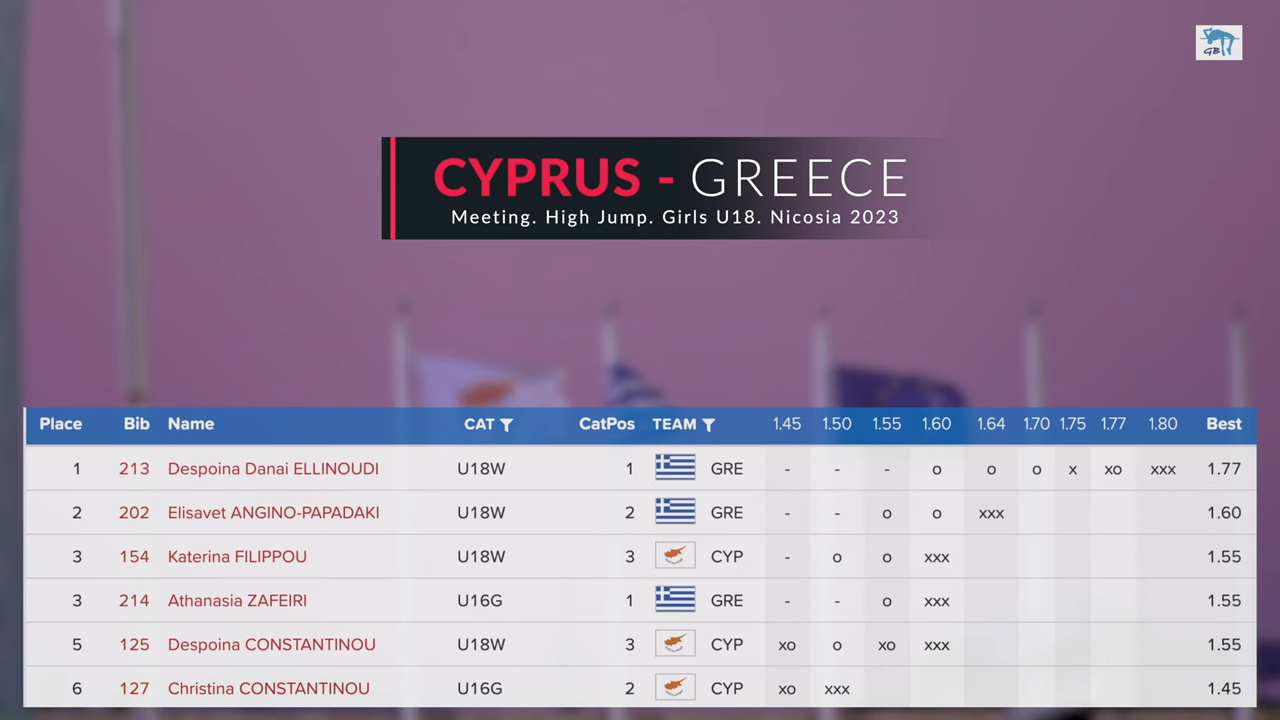 GB
CYPRUS - GREECE
Meeting. High Jump. Girls U18. Nicosia 2023
Place Bib Name CAT CatPos TEAM 1.45 1.50 1.55 1.60 1.64 1.70 1.75 1.77 1.80 Best
1 213 Despoina Danai ELLINOUDI U18W 1 GRE - - - o o o x xo xxx 1.77
2 202 Elisavet ANGINO-PAPADAKI U18W 2 GRE - - o o xxx 1.60
3 154 Katerina FILIPPOU U18W 3 CYP - o o xxx 1.55
3 214 Athanasia ZAFEIRI U16G 1 GRE - - o xxx 1.55
5 125 Despoina CONSTANTINOU U18W 3 CYP xo o xo xxx 1.55
6 127 Christina CONSTANTINOU U16G 2 CYP xo xxx 1.45